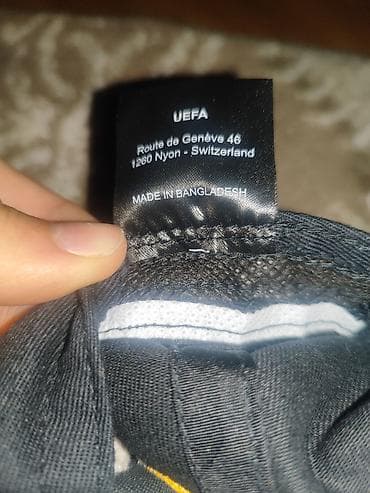 UEFA
Route de Genève 46
1260 Nyon - Switzerland
MADE IN BANGLADESH